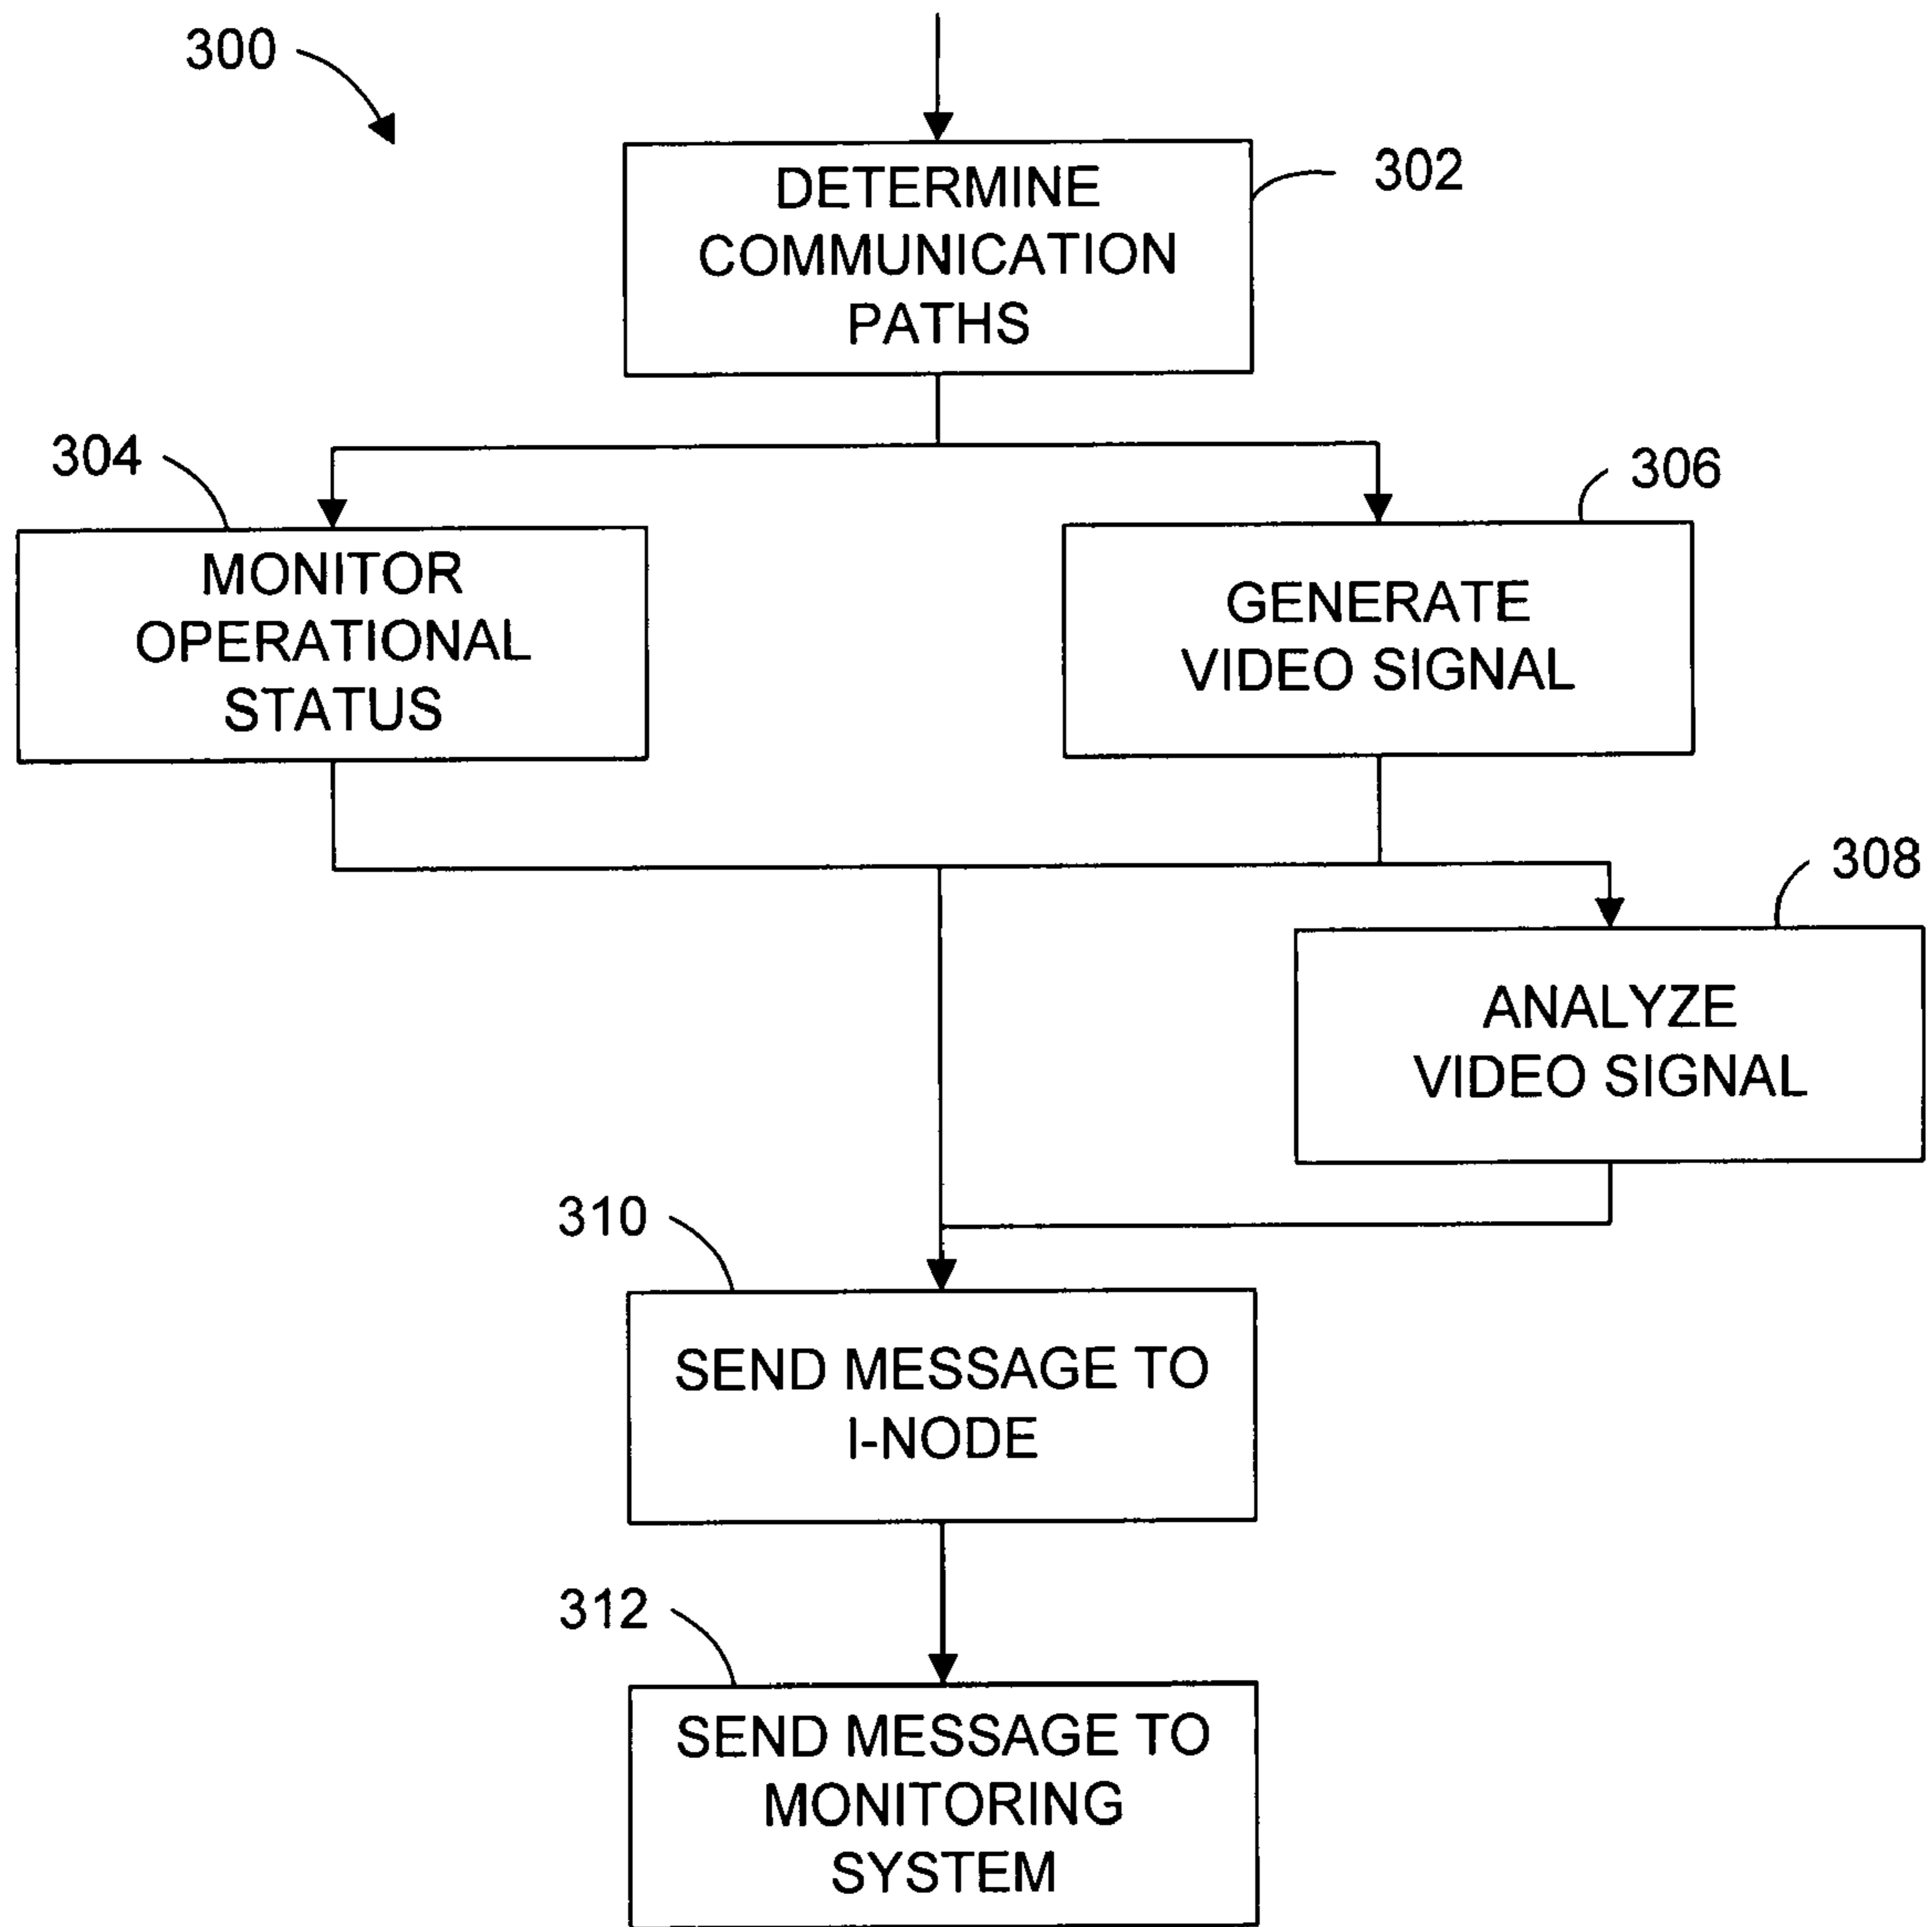 300
DETERMINE
COMMUNICATION
PATHS
302
304
MONITOR
OPERATIONAL
STATUS
306
GENERATE
VIDEO SIGNAL
308
ANALYZE
VIDEO SIGNAL
310
SEND MESSAGE TO
I-NODE
312
SEND MESSAGE TO
MONITORING
SYSTEM